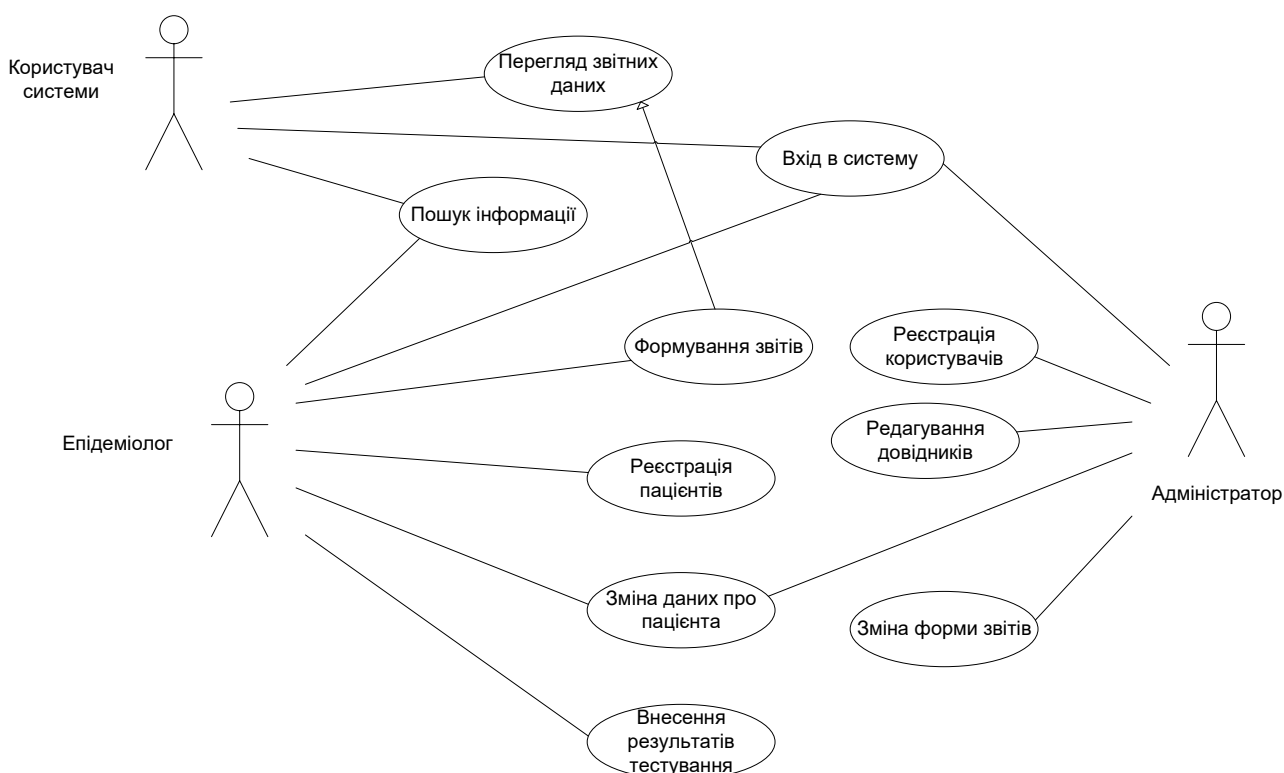 Користувач
системи
Перегляд звітних
даних
Вхід в систему
Пошук інформації
Формування звітів
Реєстрація
користувачів
Епідеміолог
Редагування
довідників
Реєстрація
пацієнтів
Адміністратор
Зміна даних про
пацієнта
Зміна форми звітів
Внесення
результатів
тестування